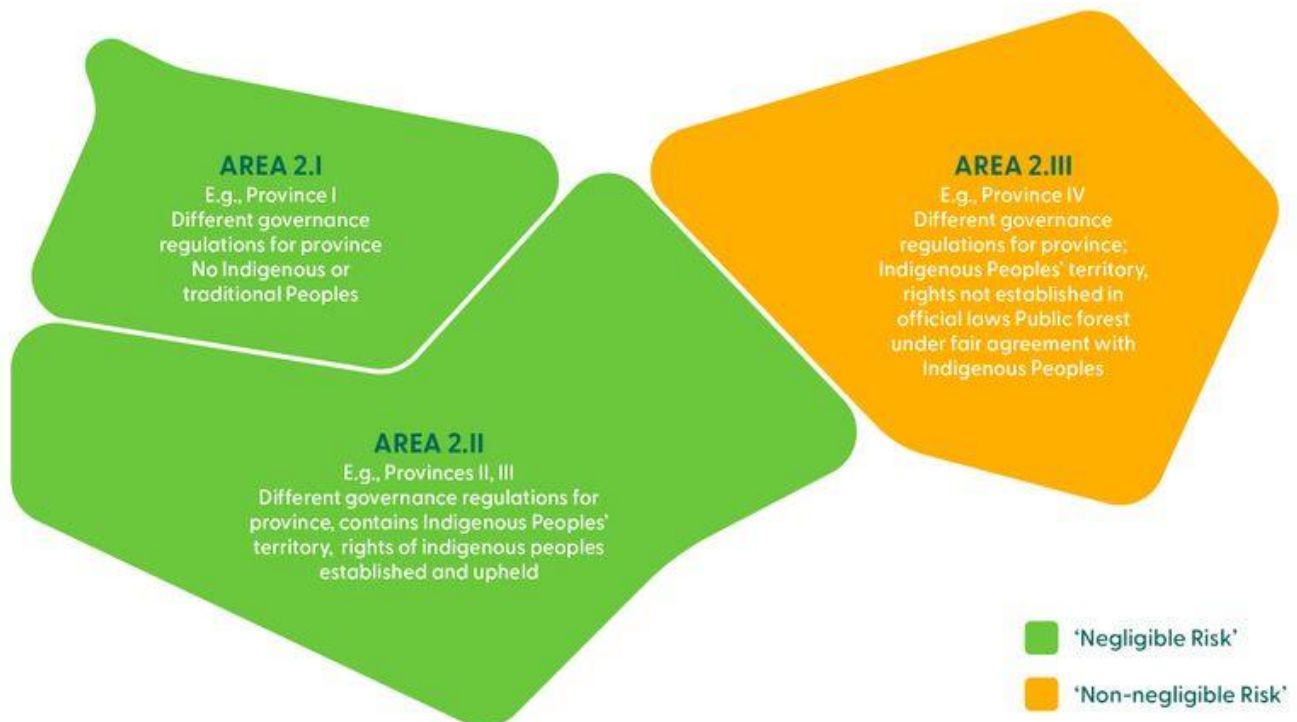 AREA 2.I
E.g., Province I
Different governance
regulations for province
No Indigenous or
traditional Peoples
AREA 2.III
E.g., Province IV
Different governance
regulations for province;
Indigenous Peoples' territory,
rights not established in
official laws Public forest
under fair agreement with
Indigenous Peoples
AREA 2.II
E.g., Provinces II, III
Different governance regulations for
province, contains Indigenous Peoples'
territory, rights of indigenous peoples
established and upheld
'Negligible Risk'
'Non-negligible Risk'